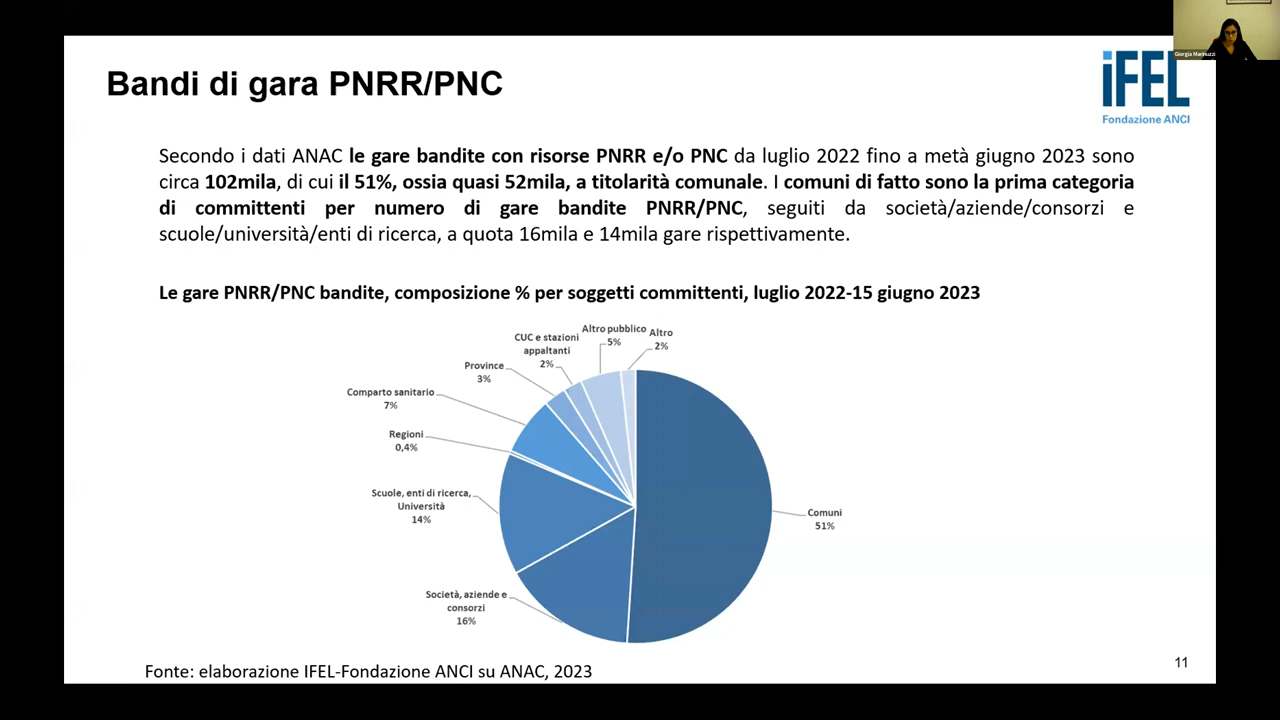 Giorgia Marinuzzi
Bandi di gara PNRR/PNC
iFEL
Fondazione ANCI
Secondo i dati ANAC le gare bandite con risorse PNRR e/o PNC da luglio 2022 fino a metà giugno 2023 sono
circa 102mila, di cui il 51%, ossia quasi 52mila, a titolarità comunale. I comuni di fatto sono la prima categoria
di committenti per numero di gare bandite PNRR/PNC, seguiti da società/aziende/consorzi e
scuole/università/enti di ricerca, a quota 16mila e 14mila gare rispettivamente.
Le gare PNRR/PNC bandite, composizione % per soggetti committenti, luglio 2022-15 giugno 2023
Altro pubblico
5%
Altro
2%
CUC e stazioni
appaltanti
2%
Province
3%
Comparto sanitario
7%
Regioni
0,4%
Scuole, enti di ricerca,
Università
14%
Comuni
51%
Società, aziende e
consorzi
16%
Fonte: elaborazione IFEL-Fondazione ANCI su ANAC, 2023
11